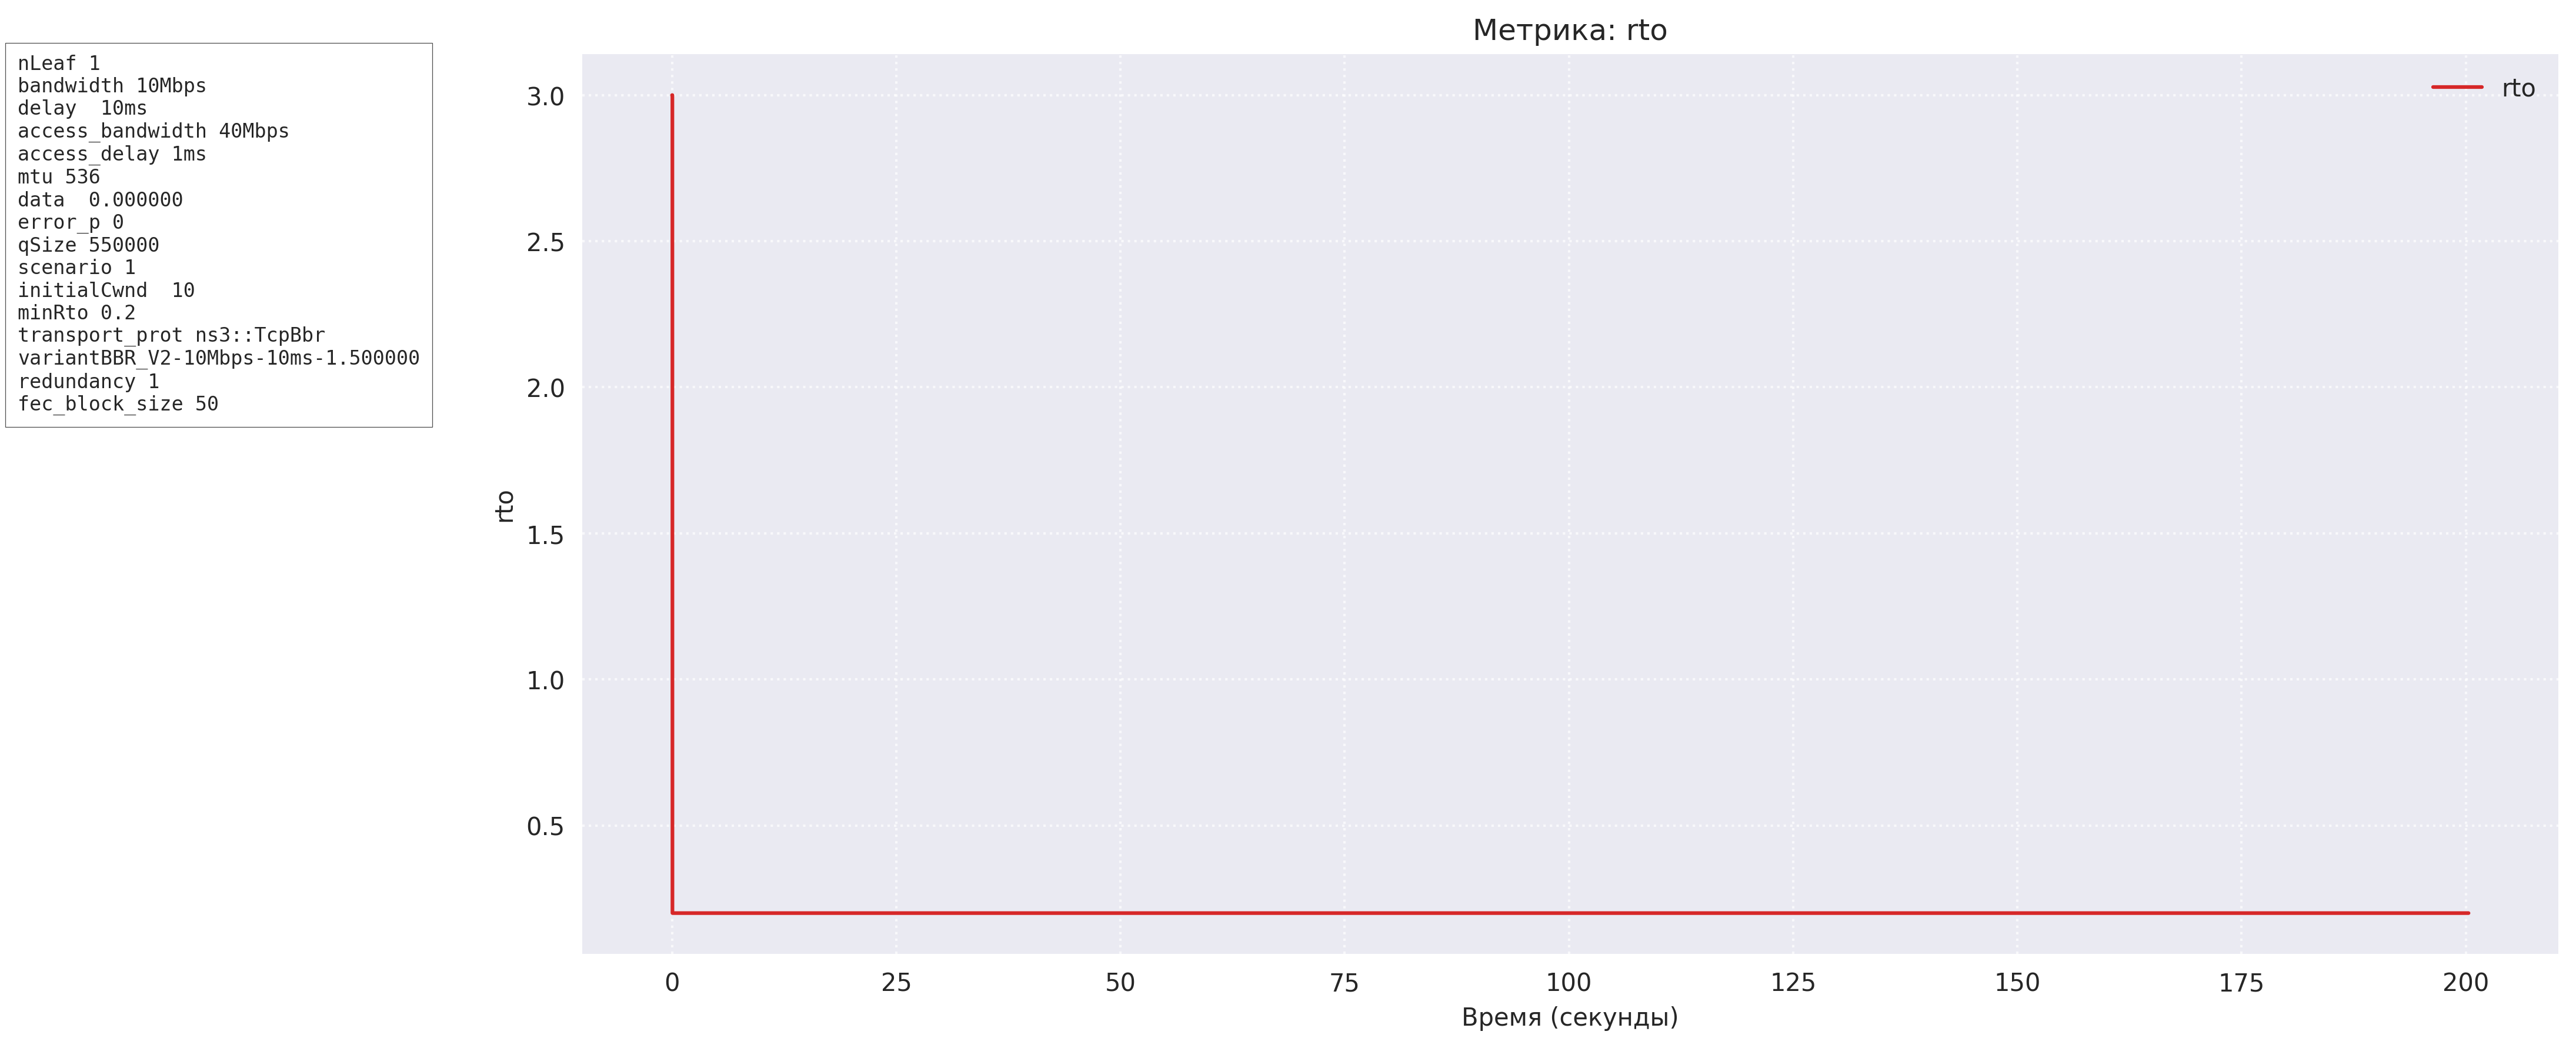 Метрика: rto
nLeaf 1
bandwidth 10Mbps
delay  10ms
access_bandwidth 40Mbps
access_delay 1ms
mtu 536
data  0.000000
error_p 0
qSize 550000
scenario 1
initialCwnd  10
minRto 0.2
transport_prot ns3::TcpBbr
variantBBR_V2-10Mbps-10ms-1.500000
redundancy 1
fec_block_size 50
rto
rto
3.0
2.5
2.0
1.5
1.0
0.5
0 25 50 75 100 125 150 175 200
Время (секунды)